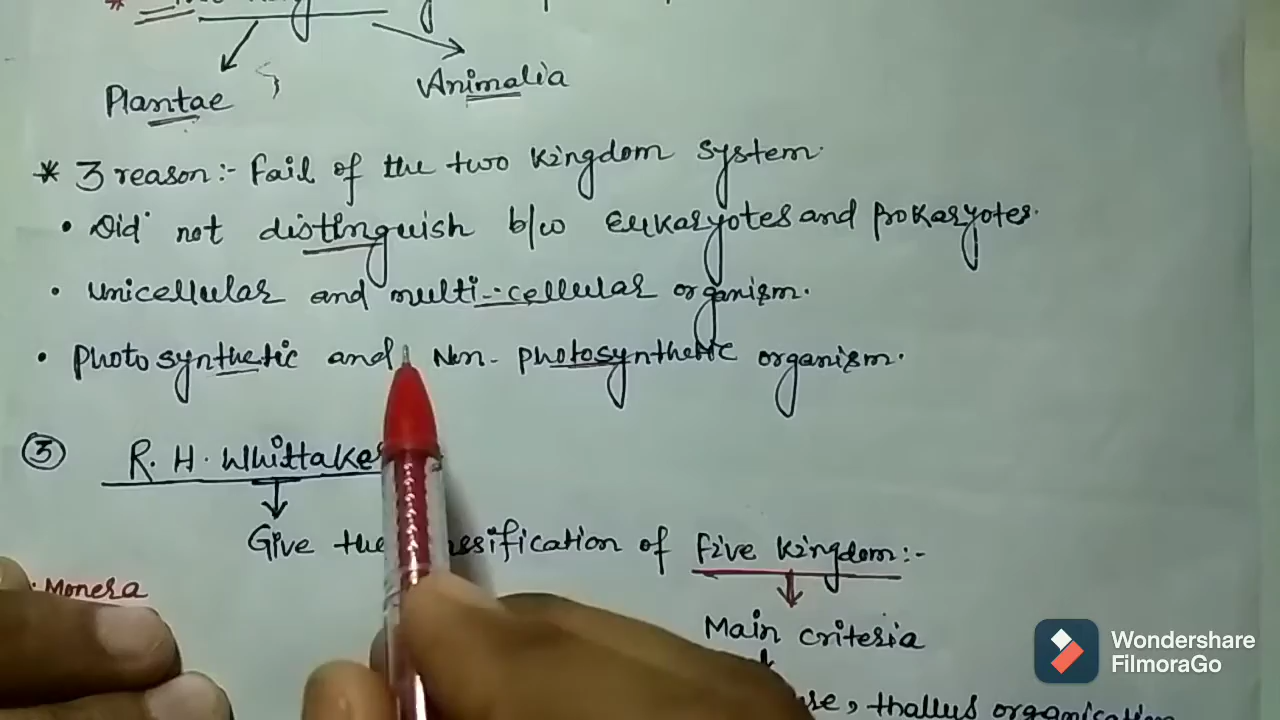 Plantae
Animalia
* 3 reason:- Fail of the two kingdom system.
• Did not distinguish b/w eukaryotes and prokaryotes.
• unicellular and multi-cellular organism.
• photosynthetic and Non-photosynthetic organism.
③ R. H. Whittaker
Give the classification of five kingdom:-
Monera
Main criteria
, thallus organisation
Wondershare
FilmoraGo